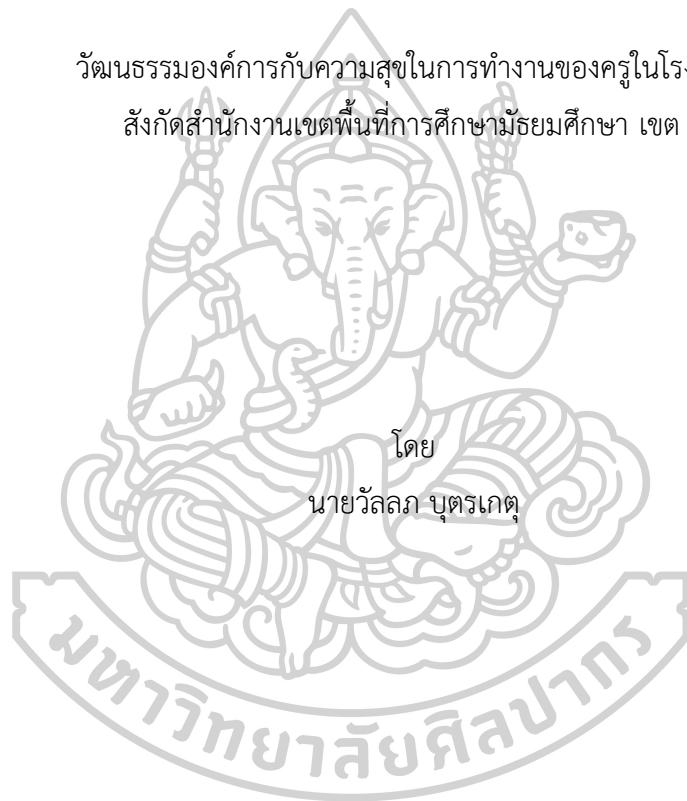 วัฒนธรรมองค์การกับความสุขในการทำงานของครูในโรง
สังกัดสำนักงานเขตพื้นที่การศึกษามัธยมศึกษา เขต
โดย
นายวัลลภ บุตรเกตุ
มหาวิทยาลัยศิลปากร